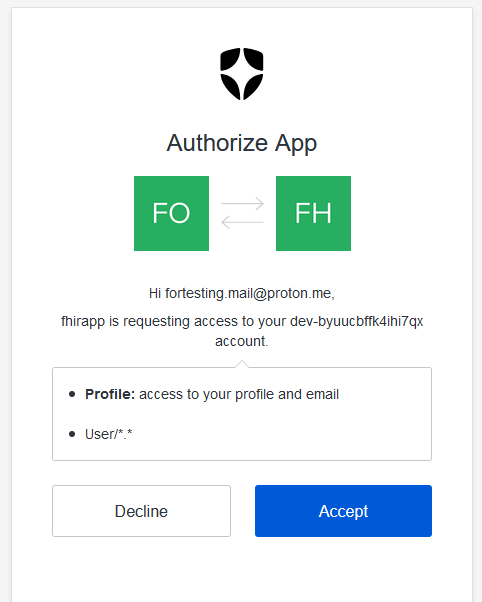 Authorize App
FO
FH
Hi fortesting.mail@proton.me,
fhirapp is requesting access to your dev-byuucbffk4ihi7qx
account.
Profile: access to your profile and email
User/*.*
Decline
Accept